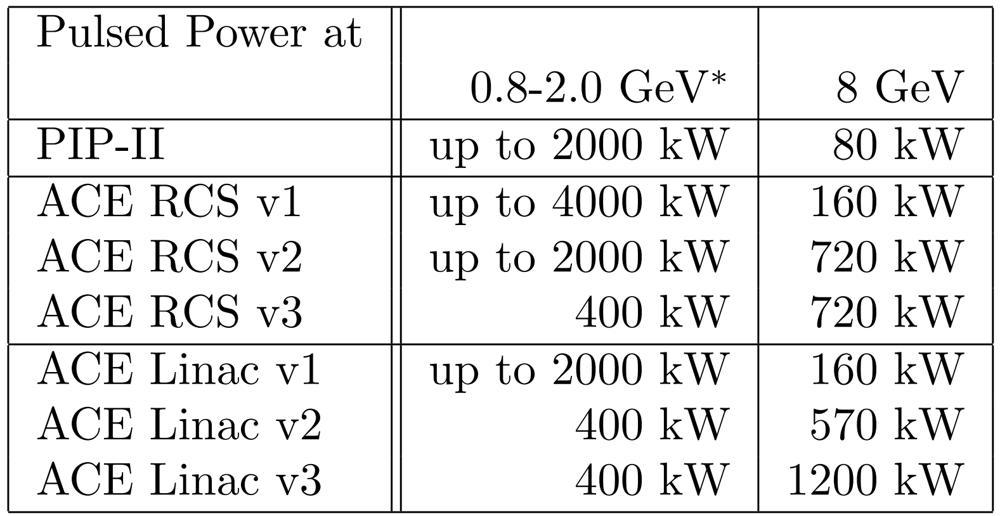 Pulsed Power at
0.8-2.0 GeV* 8 GeV
PIP-II up to 2000 kW 80 kW
ACE RCS v1 up to 4000 kW 160 kW
ACE RCS v2 up to 2000 kW 720 kW
ACE RCS v3 400 kW 720 kW
ACE Linac v1 up to 2000 kW 160 kW
ACE Linac v2 400 kW 570 kW
ACE Linac v3 400 kW 1200 kW